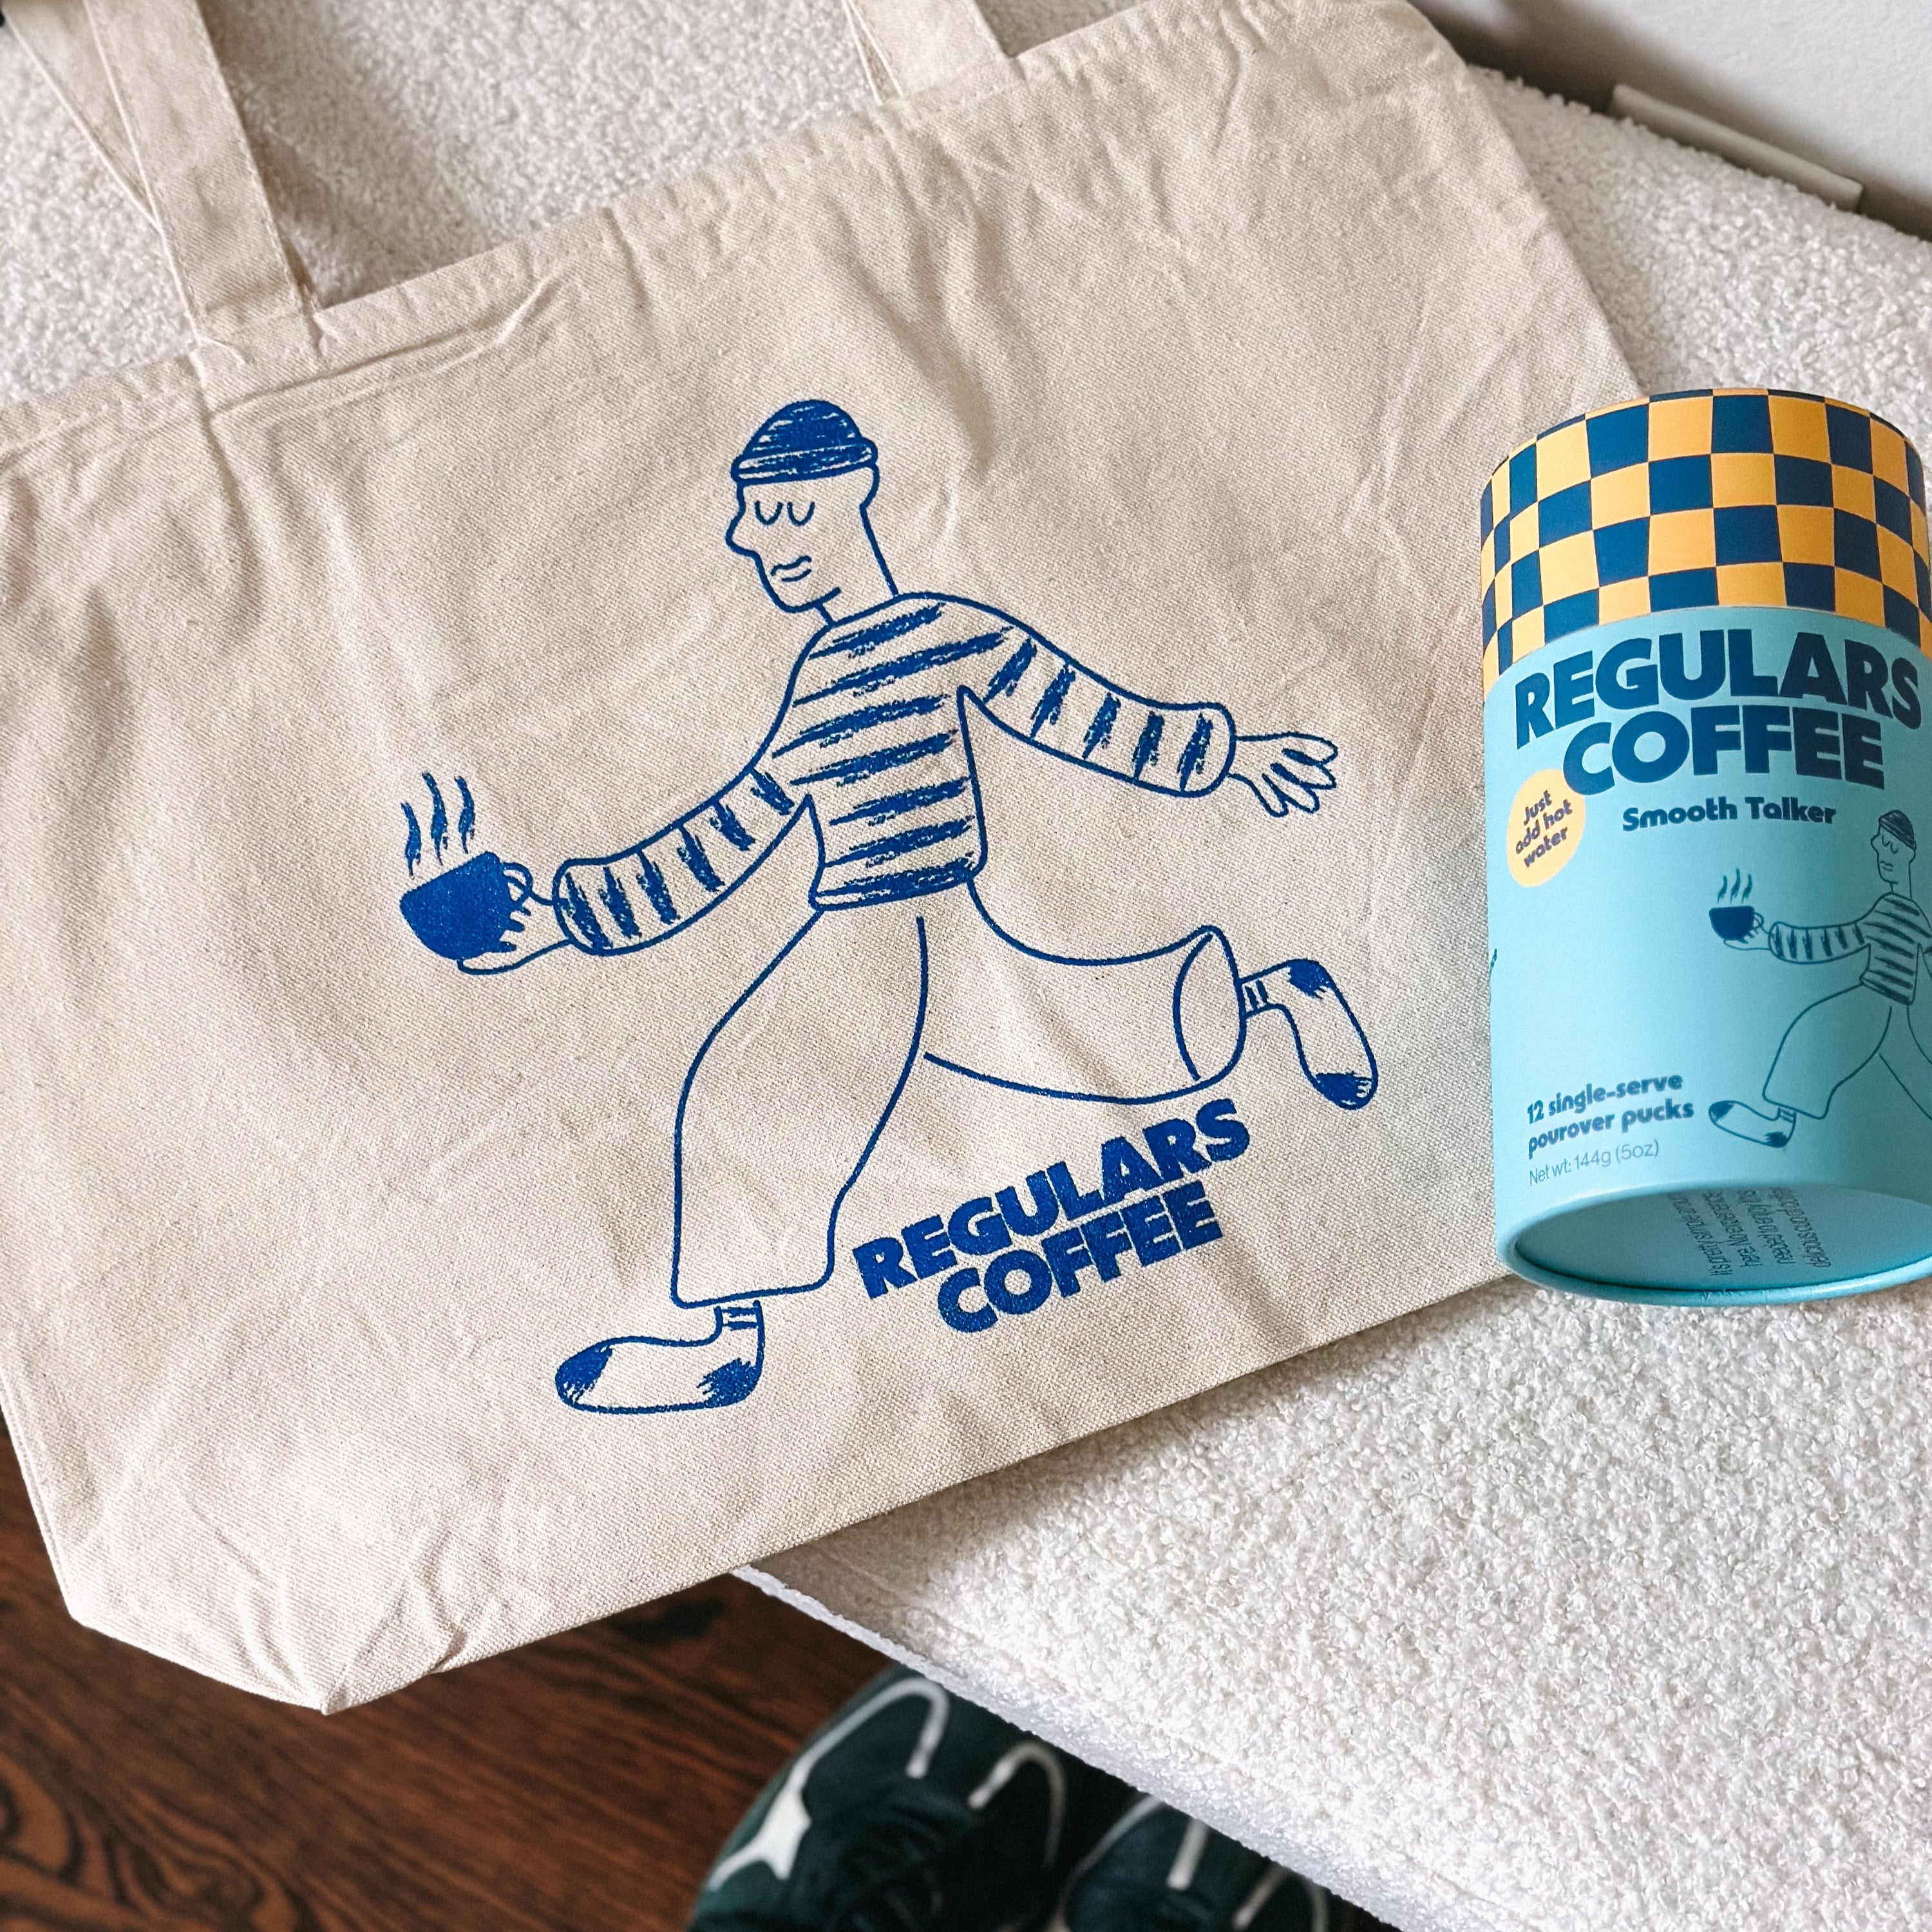 REGULARS
COFFEE
REGULARS
COFFEE
Just
add hot
water
Smooth Talker
12 single-serve
pourover pucks
Net wt: 144g (5oz)